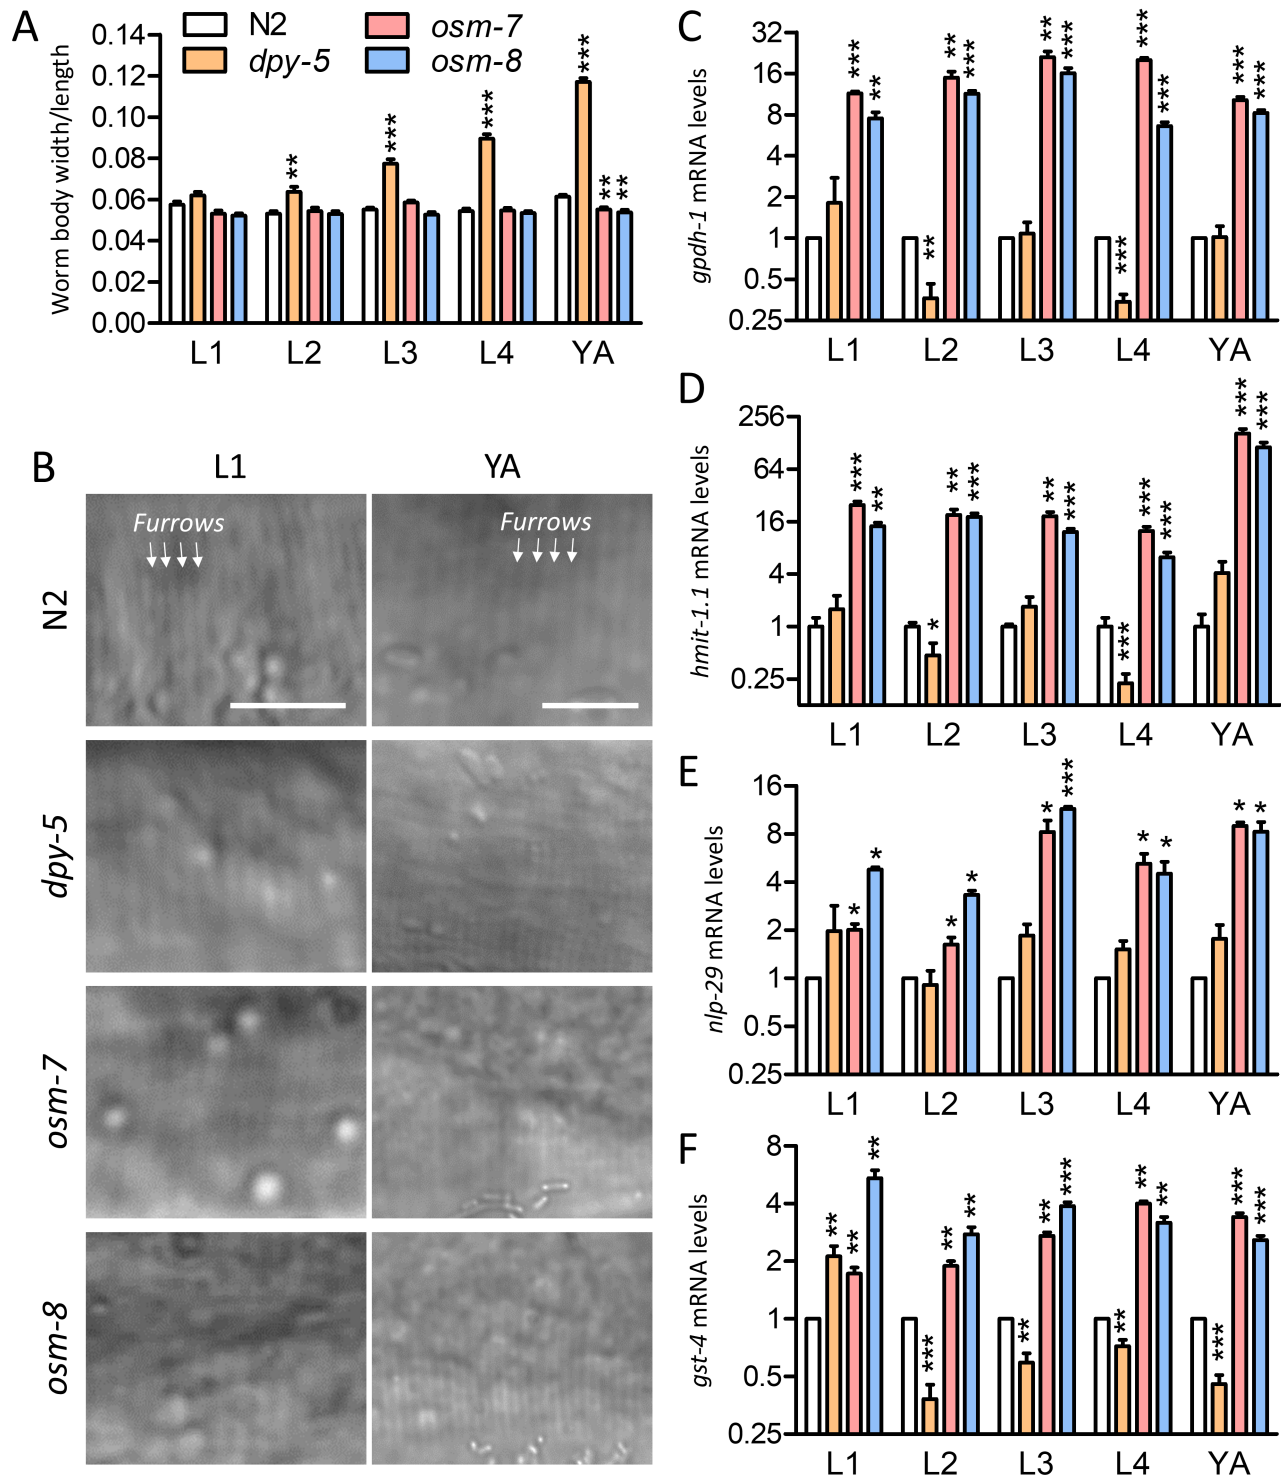 A
N2
dpy-5
osm-7
osm-8
Worm body width/length
0.14
0.12
0.10
0.08
0.06
0.04
0.02
0.00
**
***
***
***
**
**
L1
L2
L3
L4
YA
B
L1
YA
N2
Furrows
Furrows
dpy-5
osm-7
osm-8
C
gpdh-1 mRNA levels
32
16
8
4
2
1
0.5
0.25
***
**
**
**
***
**
***
***
***
***
***
***
L1
L2
L3
L4
YA
D
hmit-1.1 mRNA levels
256
64
16
4
1
0.25
***
**
*
**
***
**
***
***
***
***
***
***
L1
L2
L3
L4
YA
E
nlp-29 mRNA levels
16
8
4
2
1
0.5
0.25
*
*
*
*
*
***
*
*
*
*
L1
L2
L3
L4
YA
F
gst-4 mRNA levels
8
4
2
1
0.5
0.25
**
**
**
***
**
**
**
**
***
**
**
**
***
***
***
L1
L2
L3
L4
YA